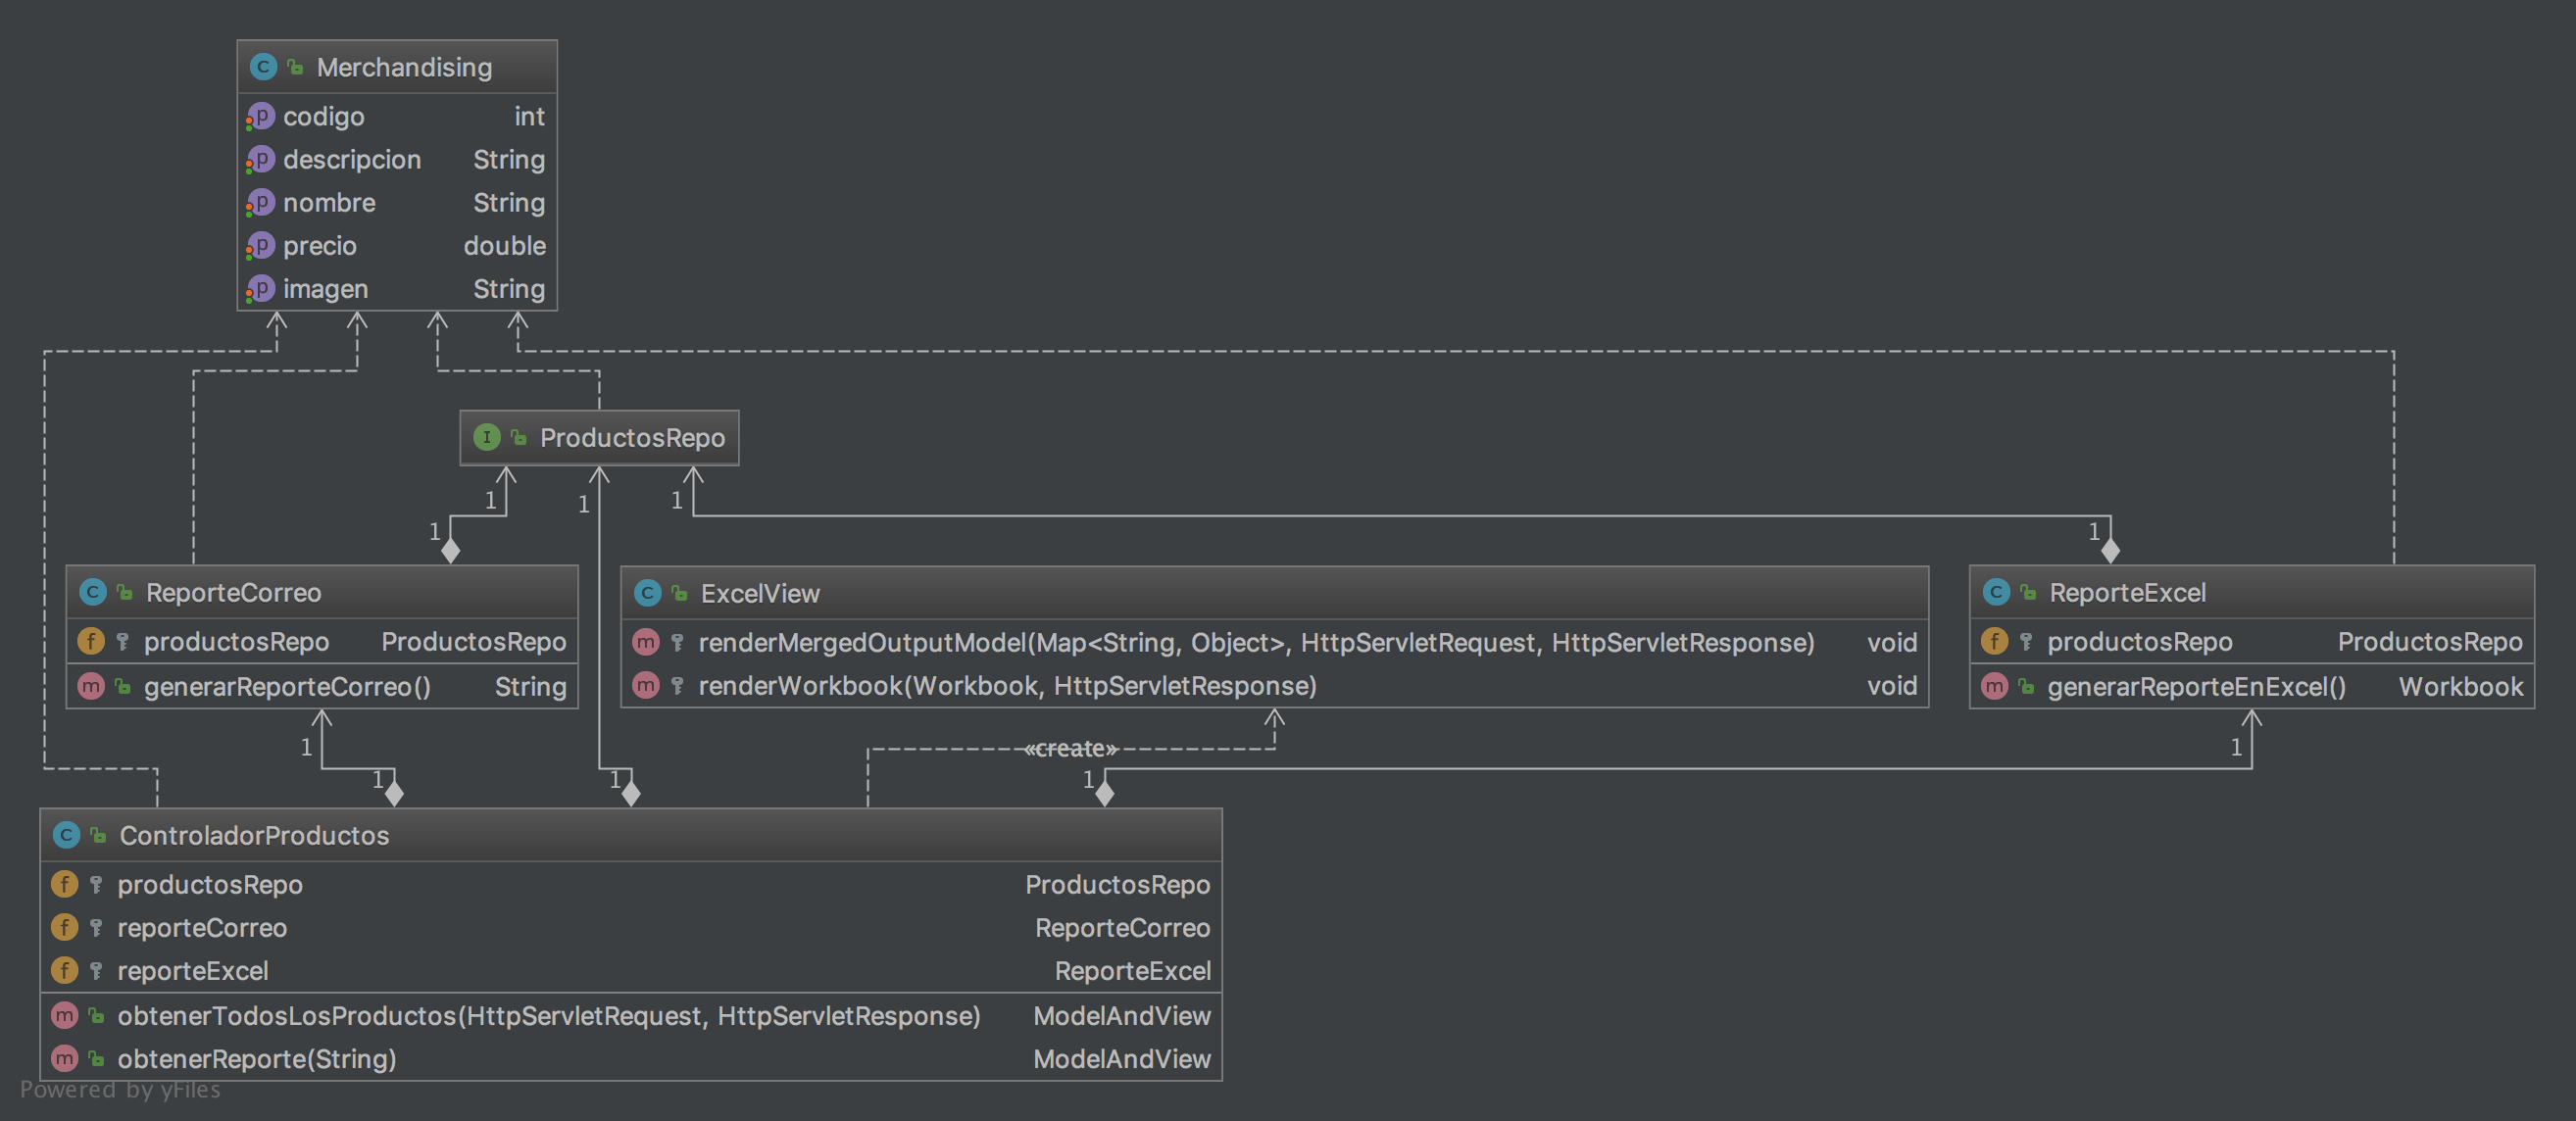 C Merchandising
p codigo int
p descripcion String
p nombre String
p precio double
p imagen String
I ProductosRepo
1 1 1
1 1
C ReporteCorreo
f productosRepo ProductosRepo
m generarReporteCorreo() String
C ExcelView
m renderMergedOutputModel(Map<String, Object>, HttpServletRequest, HttpServletResponse) void
m renderWorkbook(Workbook, HttpServletResponse) void
C ReporteExcel
f productosRepo ProductosRepo
m generarReporteEnExcel() Workbook
1 «create» 1
1 1 1
C ControladorProductos
f productosRepo ProductosRepo
f reporteCorreo ReporteCorreo
f reporteExcel ReporteExcel
m obtenerTodosLosProductos(HttpServletRequest, HttpServletResponse) ModelAndView
m obtenerReporte(String) ModelAndView
Powered by yFiles